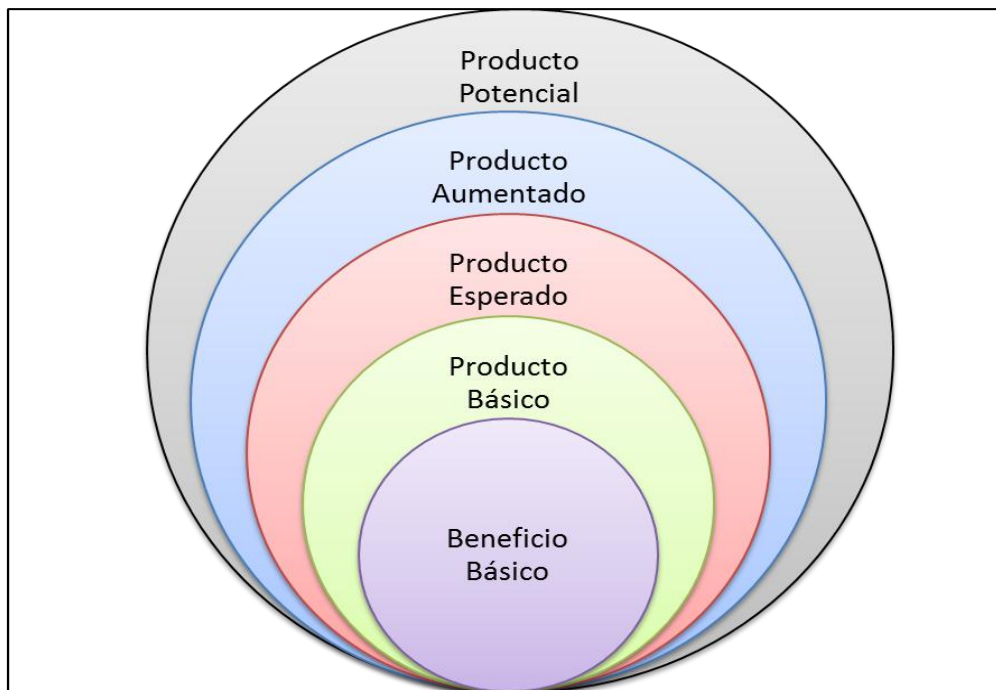 Producto
Potencial
Producto
Aumentado
Producto
Esperado
Producto
Básico
Beneficio
Básico